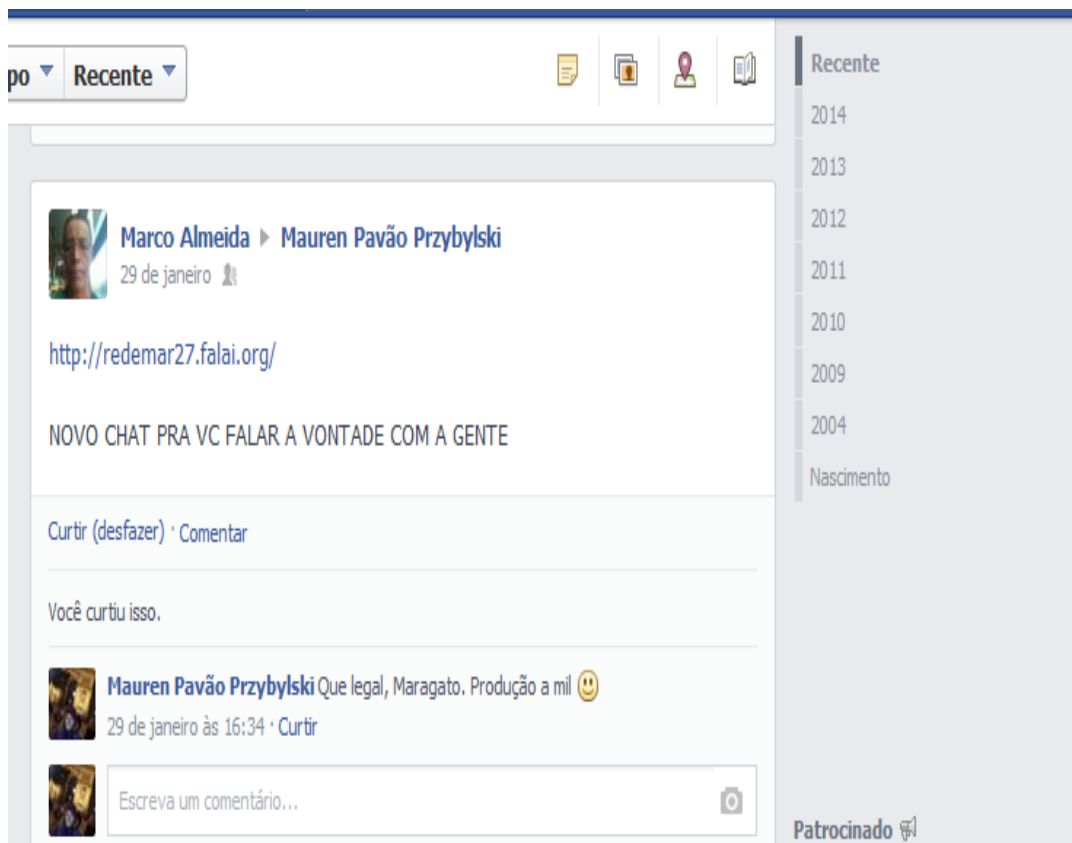 po Recente
Marco Almeida Mauren Pavão Przybylski
29 de janeiro
http://redemar27.falai.org/
NOVO CHAT PRA VC FALAR A VONTADE COM A GENTE
Curtir (desfazer) · Comentar
Você curtiu isso.
Mauren Pavão Przybylski Que legal, Maragato. Produção a mil
29 de janeiro às 16:34 · Curtir
Escreva um comentário...
Recente
2014
2013
2012
2011
2010
2009
2004
Nascimento
Patrocinado